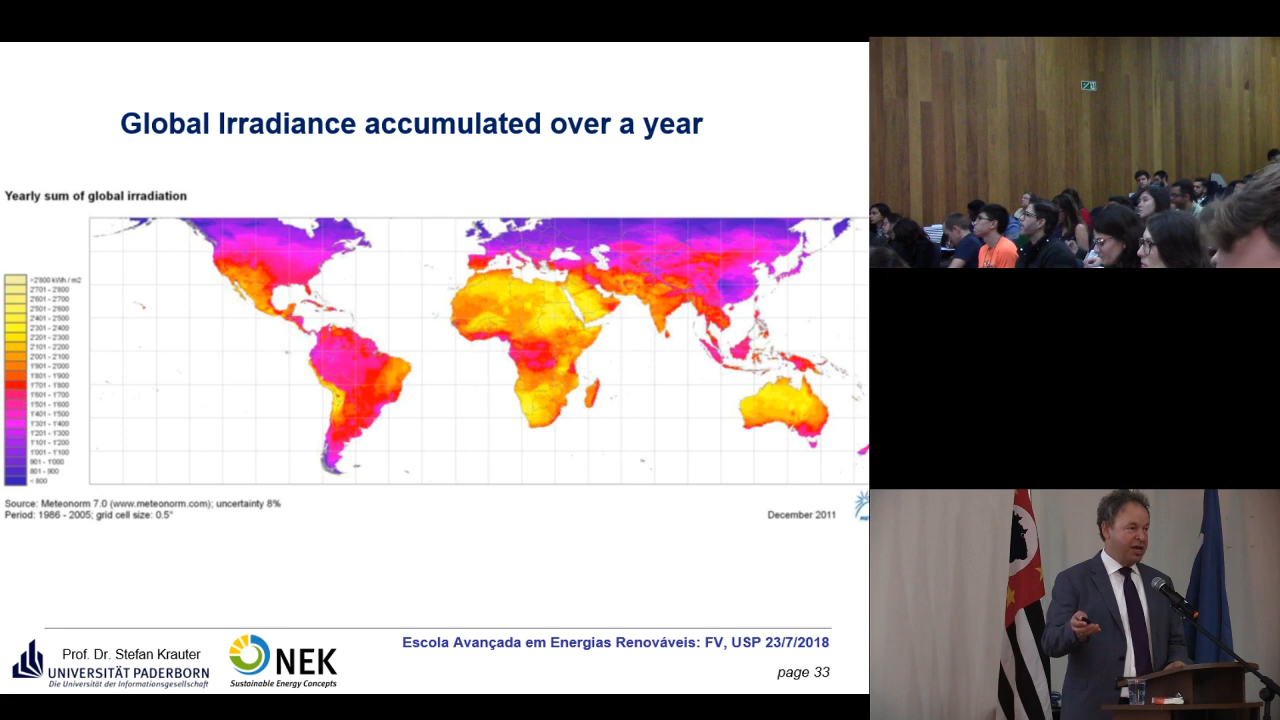 Global Irradiance accumulated over a year
Yearly sum of global irradiation
>2'800 kWh / m2
2'701 - 2'800
2'601 - 2'700
2'501 - 2'600
2'401 - 2'500
2'301 - 2'400
2'201 - 2'300
2'101 - 2'200
2'001 - 2'100
1'901 - 2'000
1'801 - 1'900
1'701 - 1'800
1'601 - 1'700
1'501 - 1'600
1'401 - 1'500
1'301 - 1'400
1'201 - 1'300
1'101 - 1'200
1'001 - 1'100
901 - 1'000
801 - 900
< 800
Source: Meteonorm 7.0 (www.meteonorm.com); uncertainty 8%
Period: 1986 - 2005; grid cell size: 0.5°
December 2011
Escola Avançada em Energias Renováveis: FV, USP 23/7/2018
Prof. Dr. Stefan Krauter
UNIVERSITÄT PADERBORN
Die Universität der Informationsgesellschaft
NEK
Sustainable Energy Concepts
page 33